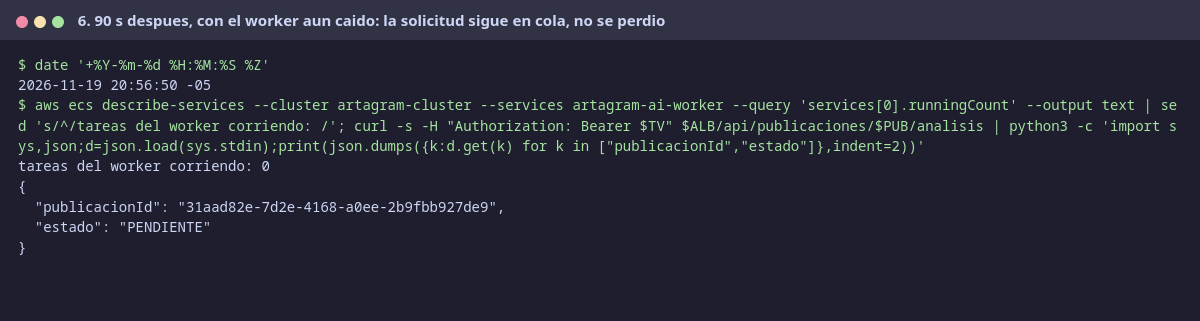 6. 90 s despues, con el worker aun caido: la solicitud sigue en cola, no se perdio
$ date '+%Y-%m-%d %H:%M:%S %Z'
2026-11-19 20:56:50 -05
$ aws ecs describe-services --cluster artagram-cluster --services artagram-ai-worker --query 'services[0].runningCount' --output text | se
d 's/^/tareas del worker corriendo: /'; curl -s -H "Authorization: Bearer $TV" $ALB/api/publicaciones/$PUB/analisis | python3 -c 'import s
ys,json;d=json.load(sys.stdin);print(json.dumps({k:d.get(k) for k in ["publicacionId","estado"]},indent=2))'
tareas del worker corriendo: 0
{
  "publicacionId": "31aad82e-7d2e-4168-a0ee-2b9fbb927de9",
  "estado": "PENDIENTE"
}